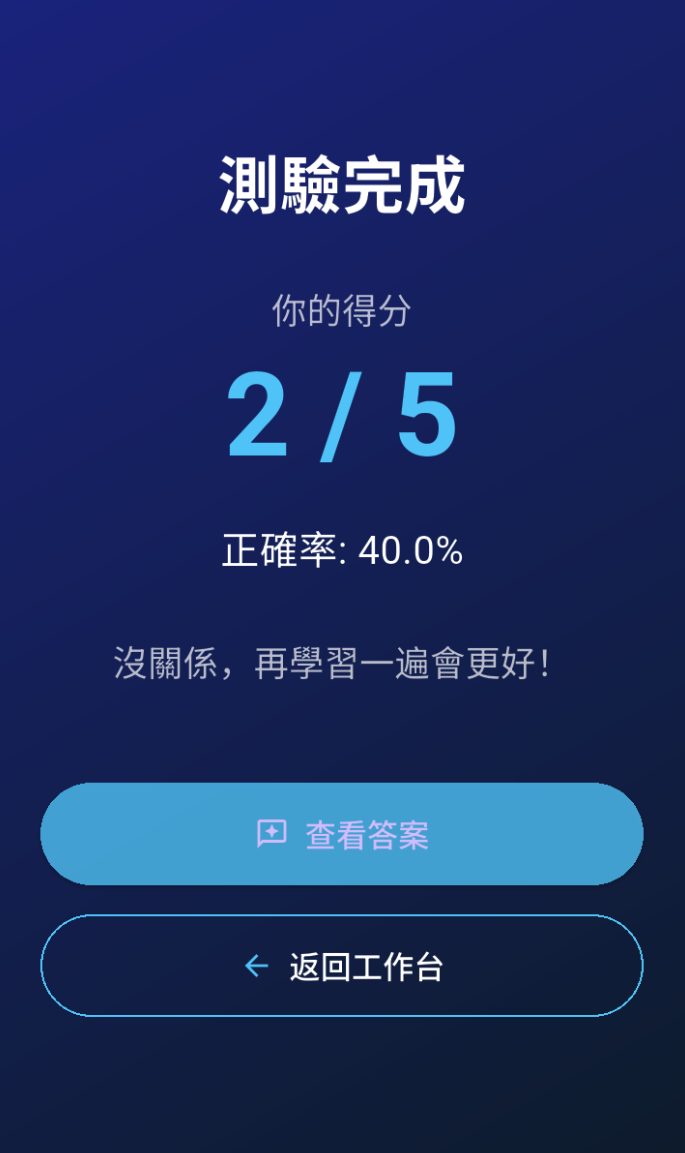 測驗完成
你的得分
2 / 5
正確率: 40.0%
沒關係，再學習一遍會更好！
查看答案
返回工作台